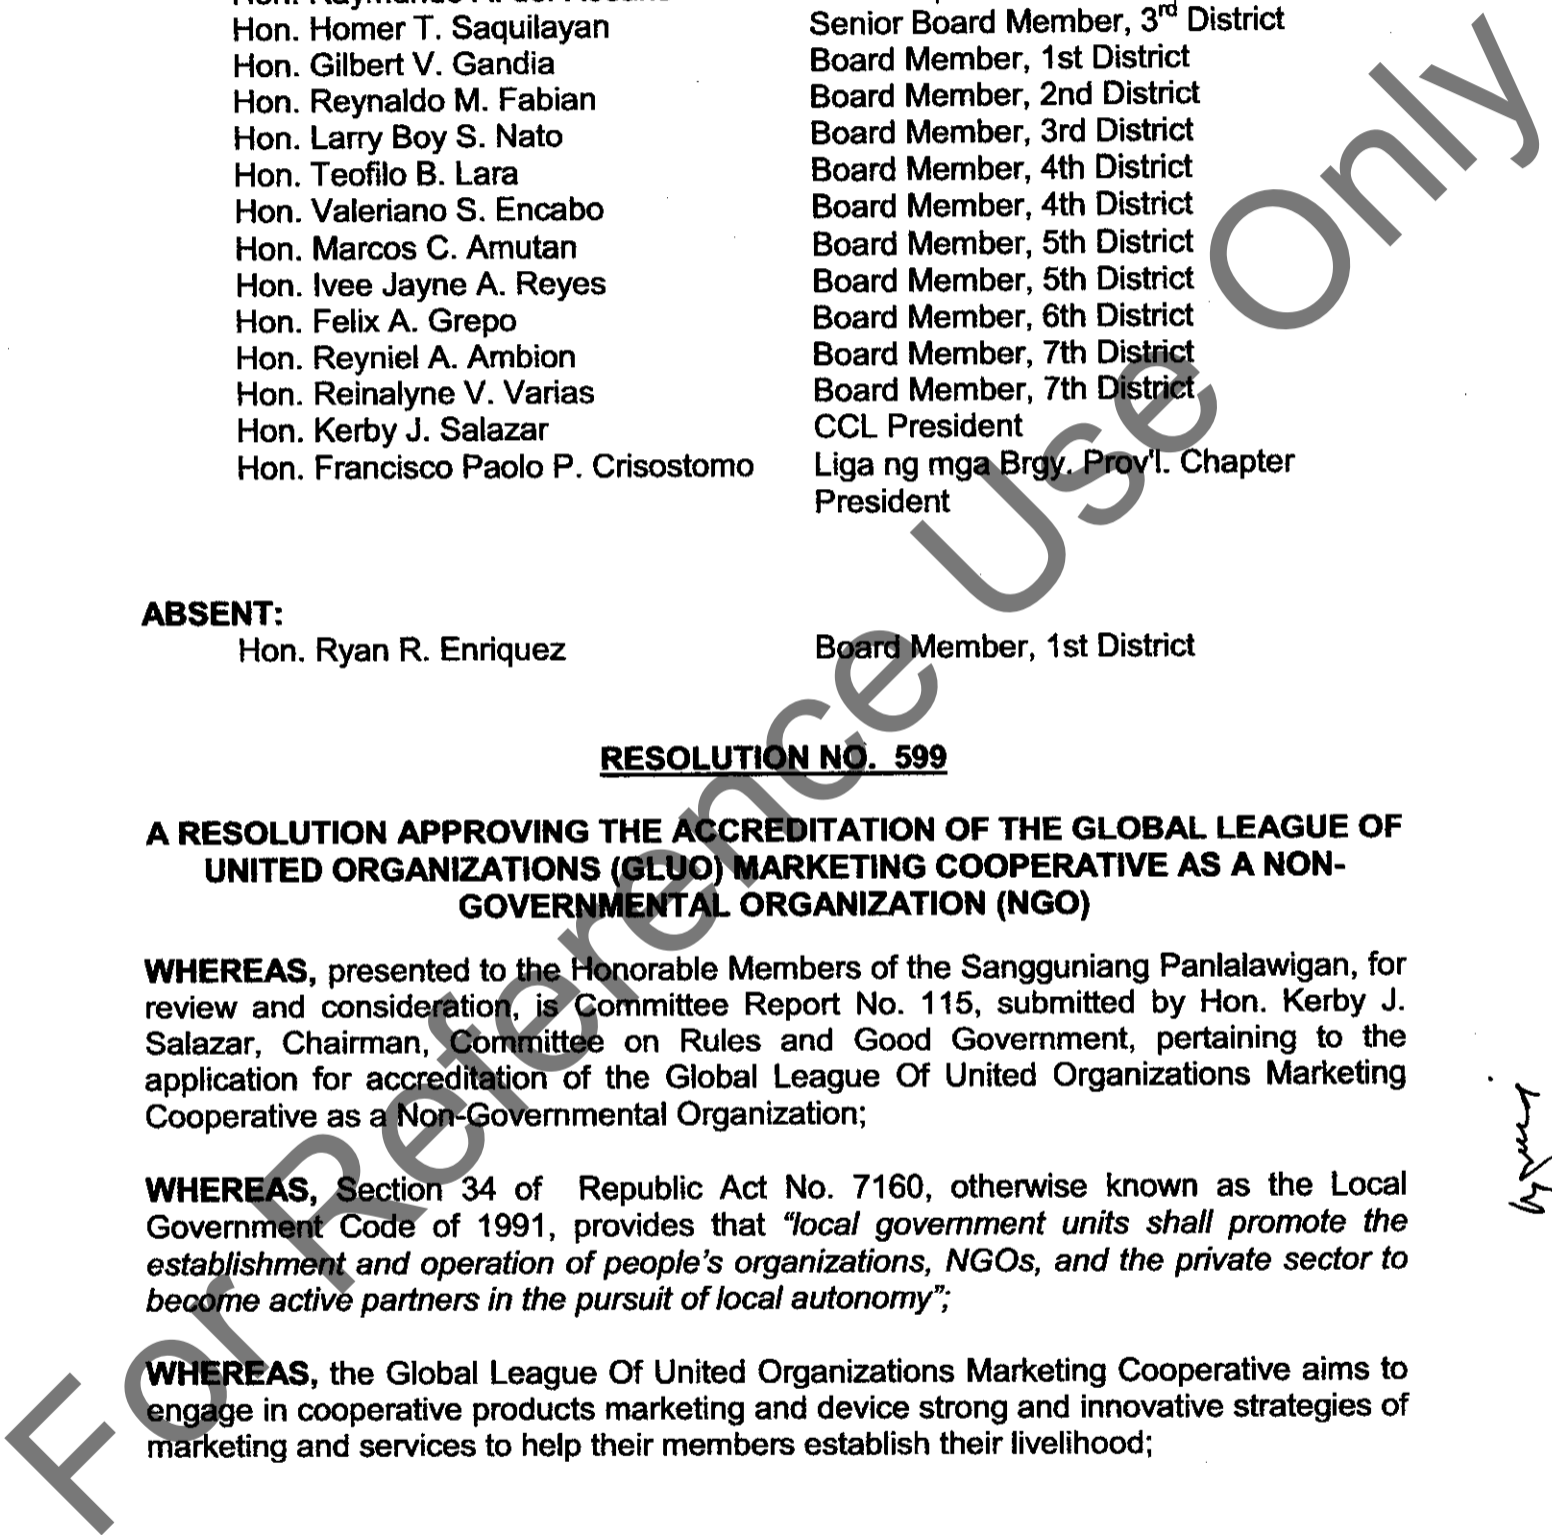 Hon. Homer T. Saquilayan Senior Board Member, 3rd District
Hon. Gilbert V. Gandia Board Member, 1st District
Hon. Reynaldo M. Fabian Board Member, 2nd District
Hon. Larry Boy S. Nato Board Member, 3rd District
Hon. Teofilo B. Lara Board Member, 4th District
Hon. Valeriano S. Encabo Board Member, 4th District
Hon. Marcos C. Amutan Board Member, 5th District
Hon. Ivee Jayne A. Reyes Board Member, 5th District
Hon. Felix A. Grepo Board Member, 6th District
Hon. Reyniel A. Ambion Board Member, 7th District
Hon. Reinalyne V. Varias Board Member, 7th District
Hon. Kerby J. Salazar CCL President
Hon. Francisco Paolo P. Crisostomo Liga ng mga Brgy. Prov'l. Chapter
President
ABSENT:
Hon. Ryan R. Enriquez Board Member, 1st District
RESOLUTION NO. 599
A RESOLUTION APPROVING THE ACCREDITATION OF THE GLOBAL LEAGUE OF
UNITED ORGANIZATIONS (GLUO) MARKETING COOPERATIVE AS A NON-
GOVERNMENTAL ORGANIZATION (NGO)
WHEREAS, presented to the Honorable Members of the Sangguniang Panlalawigan, for
review and consideration, is Committee Report No. 115, submitted by Hon. Kerby J.
Salazar, Chairman, Committee on Rules and Good Government, pertaining to the
application for accreditation of the Global League Of United Organizations Marketing
Cooperative as a Non-Governmental Organization;
WHEREAS, Section 34 of Republic Act No. 7160, otherwise known as the Local
Government Code of 1991, provides that "local government units shall promote the
establishment and operation of people's organizations, NGOs, and the private sector to
become active partners in the pursuit of local autonomy";
WHEREAS, the Global League Of United Organizations Marketing Cooperative aims to
engage in cooperative products marketing and device strong and innovative strategies of
marketing and services to help their members establish their livelihood;
For Reference Use Only